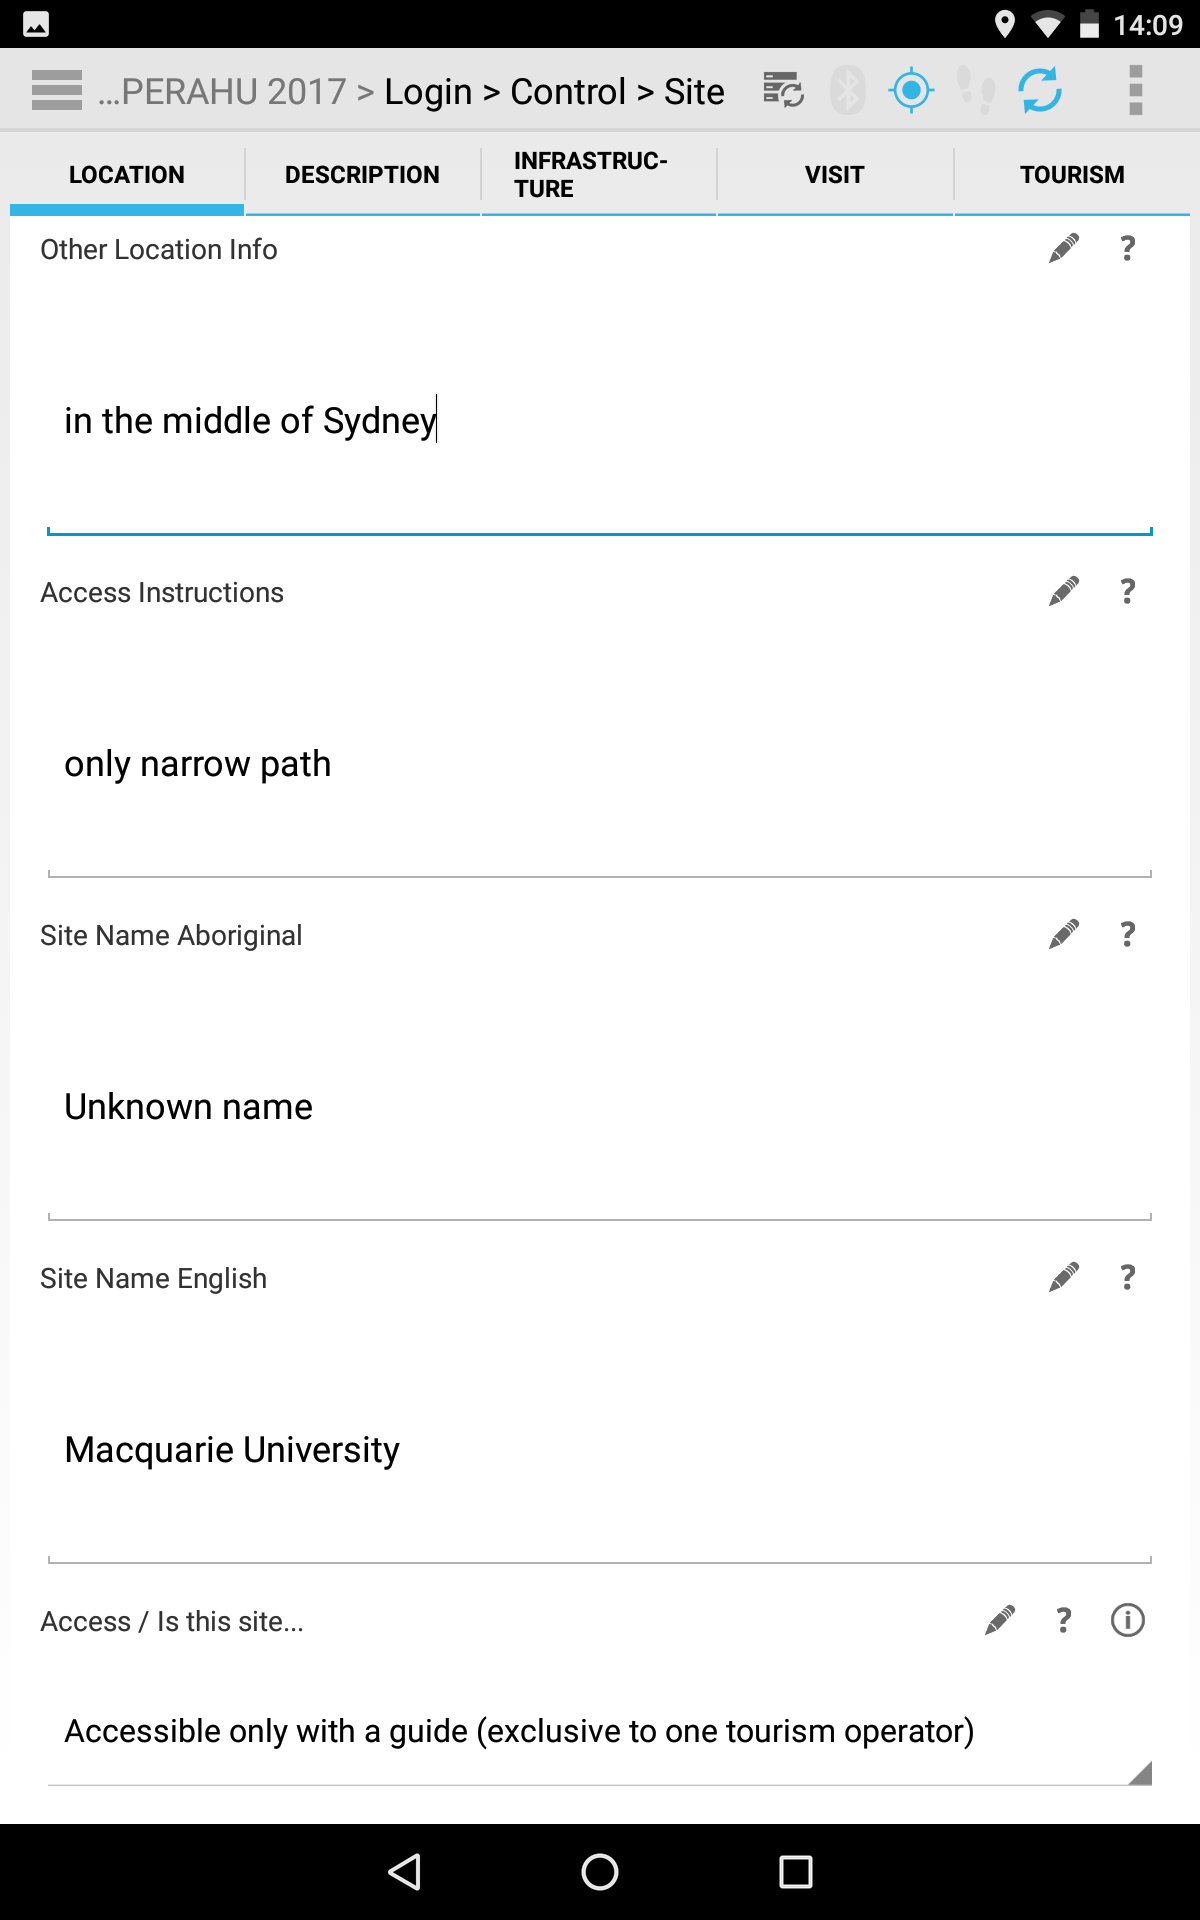 14:09
...PERAHU 2017 > Login > Control > Site
LOCATION
DESCRIPTION
INFRASTRUC-
TURE
VISIT
TOURISM
Other Location Info
?
in the middle of Sydney
Access Instructions
?
only narrow path
Site Name Aboriginal
?
Unknown name
Site Name English
?
Macquarie University
Access / Is this site...
?
Accessible only with a guide (exclusive to one tourism operator)